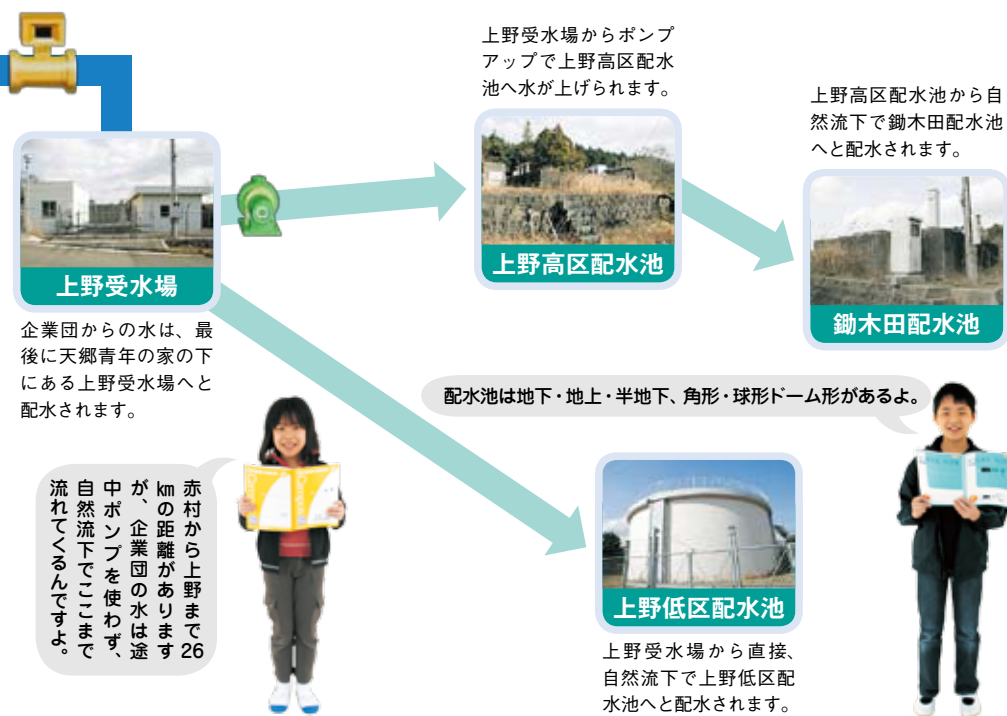 上野受水場からポンプ
アップで上野高区配水
池へ水が上げられます。
上野高区配水池から自
然流下で鋤木田配水池
へと配水されます。
上野受水場
上野高区配水池
鋤木田配水池
企業団からの水は、最
後に天郷青年の家の下
にある上野受水場へと
配水されます。
配水池は地下・地上・半地下、角形・球形ドーム形があるよ。
赤村から上野まで26
㎞の距離があります
が、企業団の水は途
中ポンプを使わず、
自然流下でここまで
流れてくるんですよ。
上野低区配水池
上野受水場から直接、
自然流下で上野低区配
水池へと配水されます。